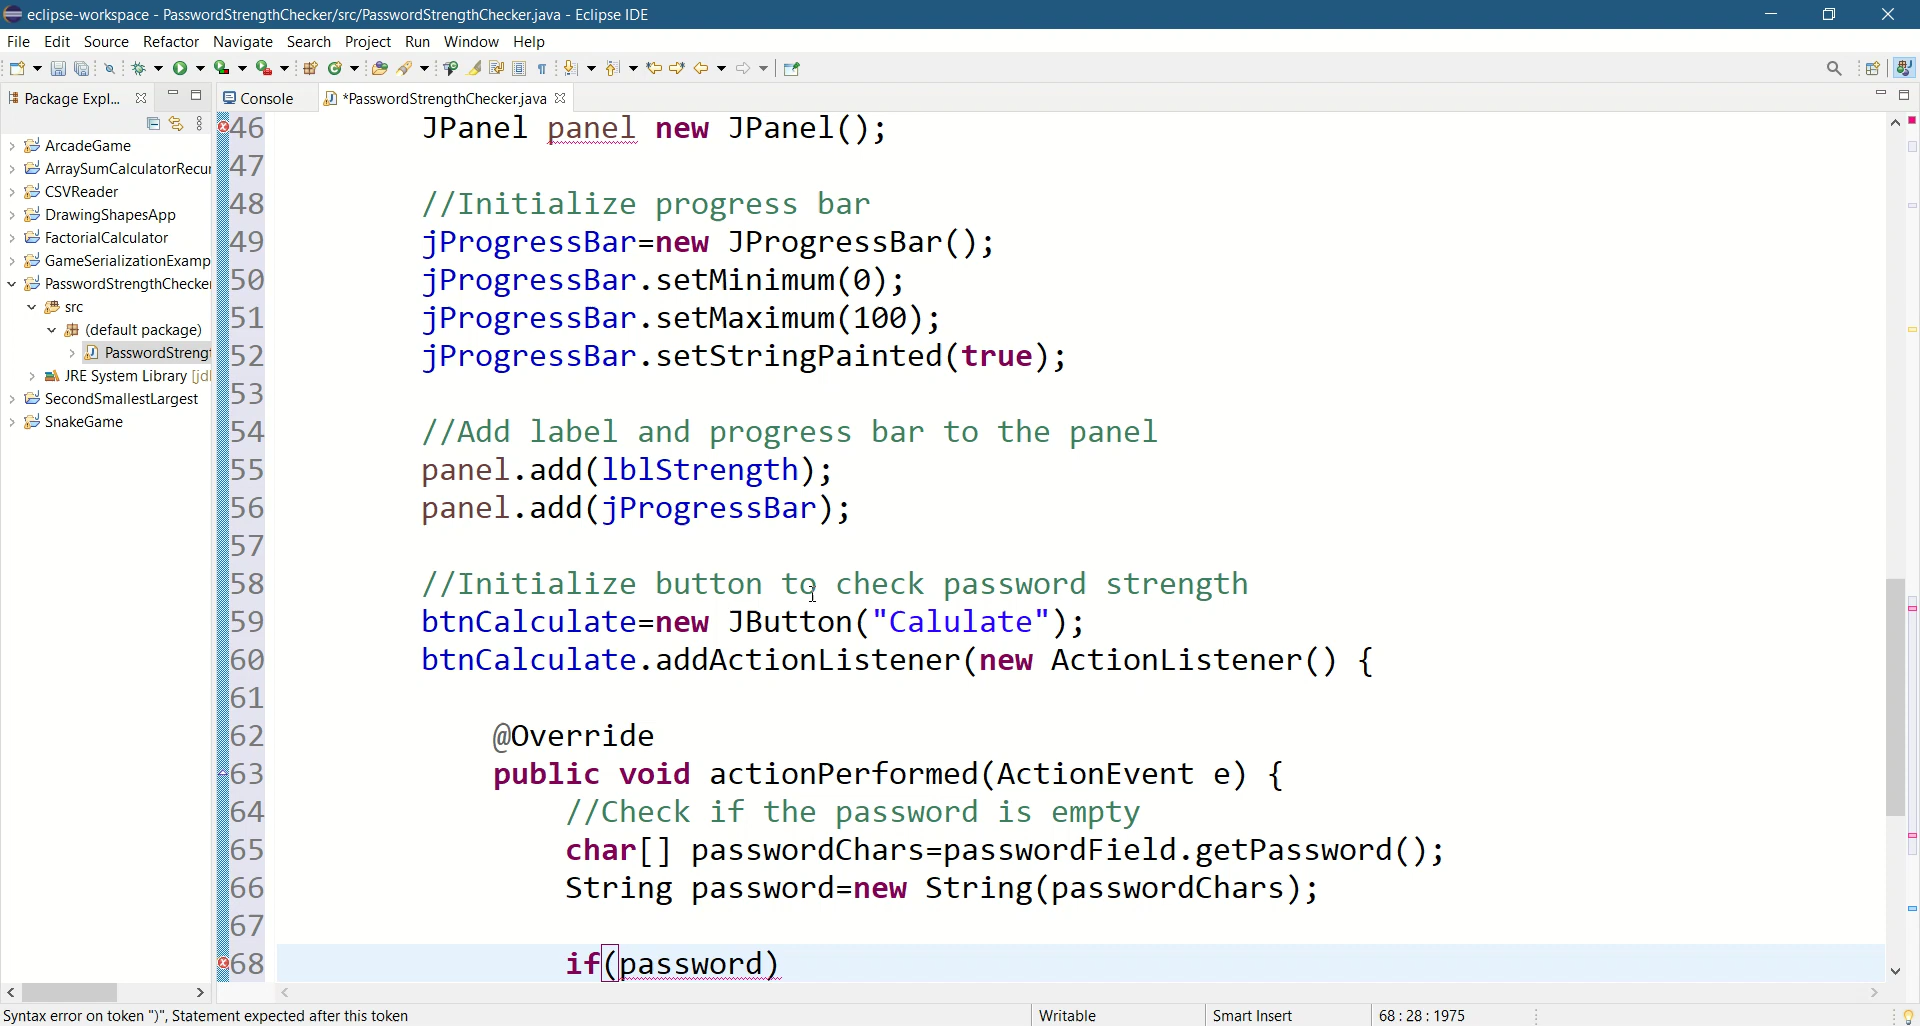 eclipse-workspace - PasswordStrengthChecker/src/PasswordStrengthChecker.java - Eclipse IDE
File Edit Source Refactor Navigate Search Project Run Window Help
Package Expl...
Console
*PasswordStrengthChecker.java
ArcadeGame
ArraySumCalculatorRecur
CSVReader
DrawingShapesApp
FactorialCalculator
GameSerializationExamp
PasswordStrengthChecker
src
(default package)
PasswordStrengt
JRE System Library [jdl
SecondSmallestLargest
SnakeGame
46 JPanel panel new JPanel();
47
48 //Initialize progress bar
49 jProgressBar=new JProgressBar();
50 jProgressBar.setMinimum(0);
51 jProgressBar.setMaximum(100);
52 jProgressBar.setStringPainted(true);
53
54 //Add label and progress bar to the panel
55 panel.add(lblStrength);
56 panel.add(jProgressBar);
57
58 //Initialize button to check password strength
59 btnCalculate=new JButton("Calulate");
60 btnCalculate.addActionListener(new ActionListener() {
61
62 @Override
63 public void actionPerformed(ActionEvent e) {
64 //Check if the password is empty
65 char[] passwordChars=passwordField.getPassword();
66 String password=new String(passwordChars);
67
68 if(password)
Syntax error on token ")", Statement expected after this token
Writable
Smart Insert
68 : 28 : 1975